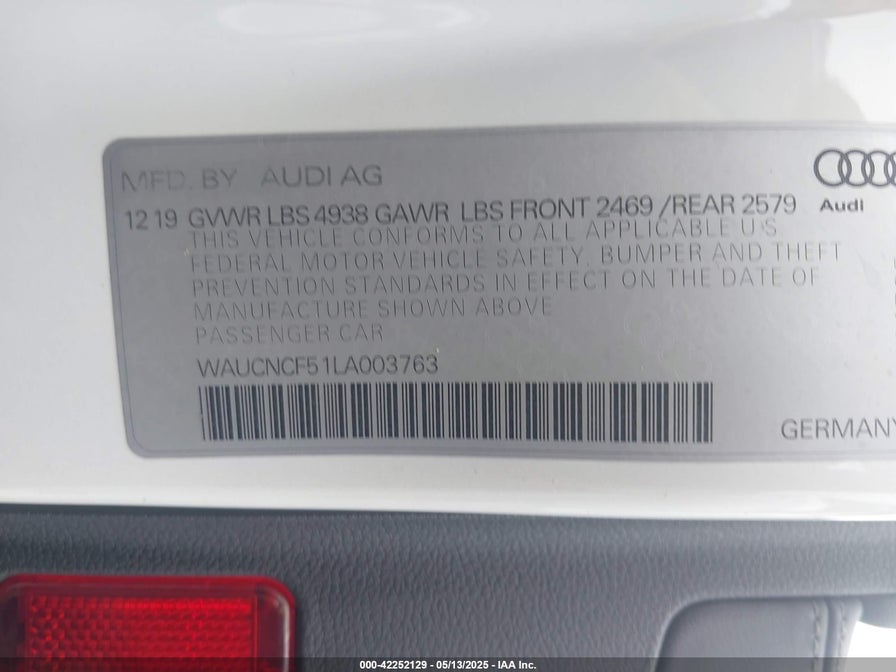 MFD. BY AUDI AG
12 19 GVWR LBS 4938 GAWR LBS FRONT 2469 /REAR 2579
Audi
THIS VEHICLE CONFORMS TO ALL APPLICABLE U.S
FEDERAL MOTOR VEHICLE SAFETY, BUMPER AND THEFT
PREVENTION STANDARDS IN EFFECT ON THE DATE OF
MANUFACTURE SHOWN ABOVE
PASSENGER CAR
WAUCNCF51LA003763
GERMANY
000-42252129 - 05/13/2025 - IAA Inc.